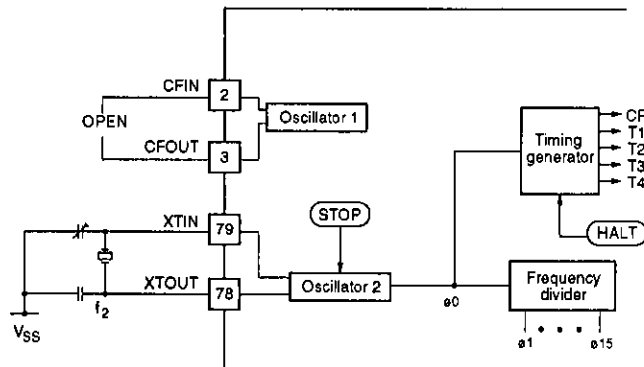 CFIN
2
OPEN
Oscillator 1
CFOUT
3
Timing
generator
CP
T1
T2
T3
T4
XTIN
79
STOP
HALT
XTOUT
78
Oscillator 2
f2
VSS
ø0
Frequency
divider
ø1
ø15